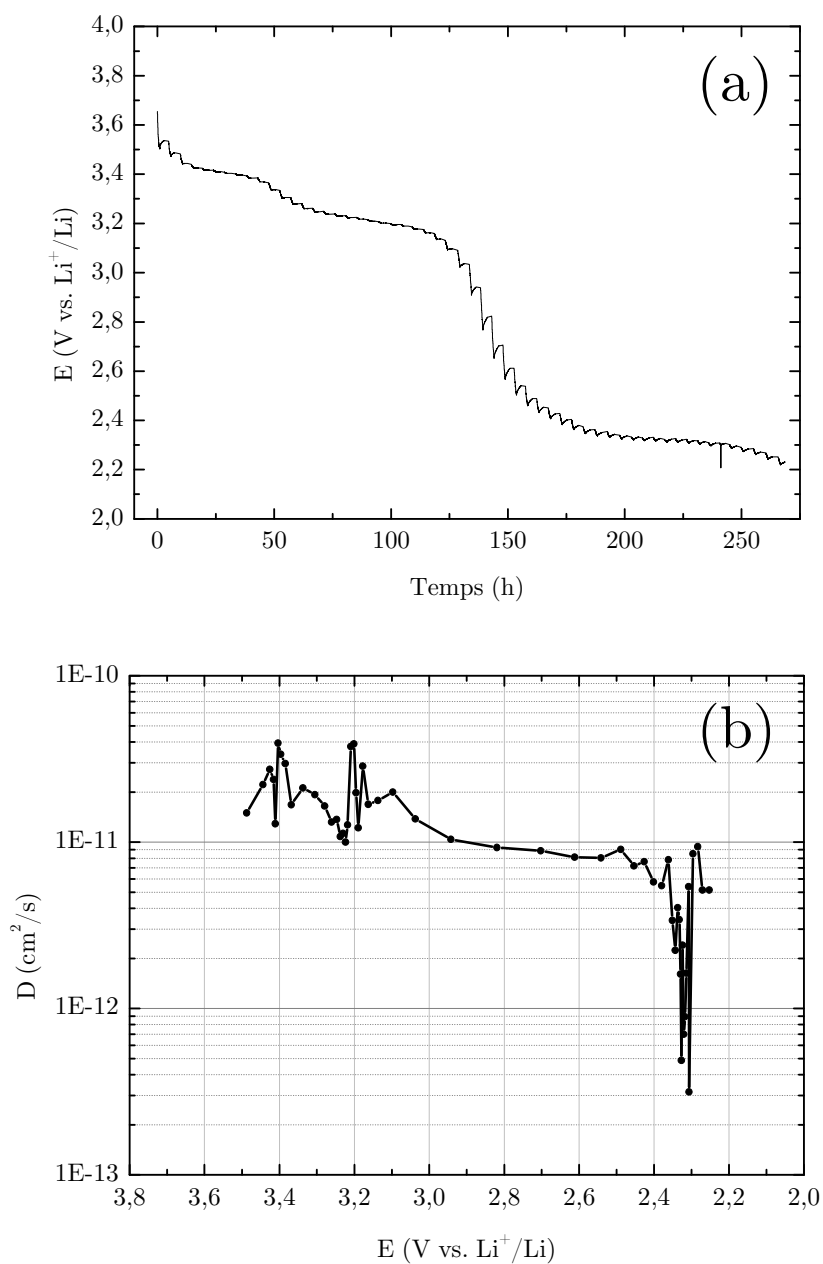 4,0
3,8
3,6
3,4
3,2
3,0
2,8
2,6
2,4
2,2
2,0
E (V vs. Li⁺/Li)
(a)
0 50 100 150 200 250
Temps (h)
1E-10
1E-11
1E-12
1E-13
D (cm²/s)
(b)
3,8 3,6 3,4 3,2 3,0 2,8 2,6 2,4 2,2 2,0
E (V vs. Li⁺/Li)